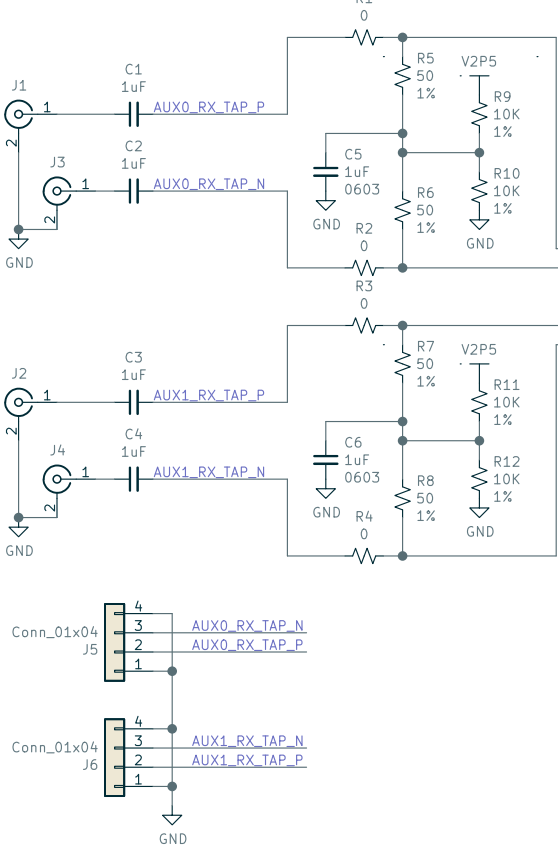 R1
0
J1
1
2
C1
1uF
AUX0_RX_TAP_P
R5
50
1%
V2P5
R9
10K
1%
J3
1
2
C2
1uF
AUX0_RX_TAP_N
C5
1uF
0603
GND
R10
10K
1%
GND
R6
50
1%
R2
0
GND
R3
0
J2
1
2
C3
1uF
AUX1_RX_TAP_P
R7
50
1%
V2P5
R11
10K
1%
J4
1
2
C4
1uF
AUX1_RX_TAP_N
C6
1uF
0603
GND
R12
10K
1%
GND
R8
50
1%
R4
0
GND
Conn_01x04
J5
4
3
2
1
AUX0_RX_TAP_N
AUX0_RX_TAP_P
Conn_01x04
J6
4
3
2
1
AUX1_RX_TAP_N
AUX1_RX_TAP_P
GND